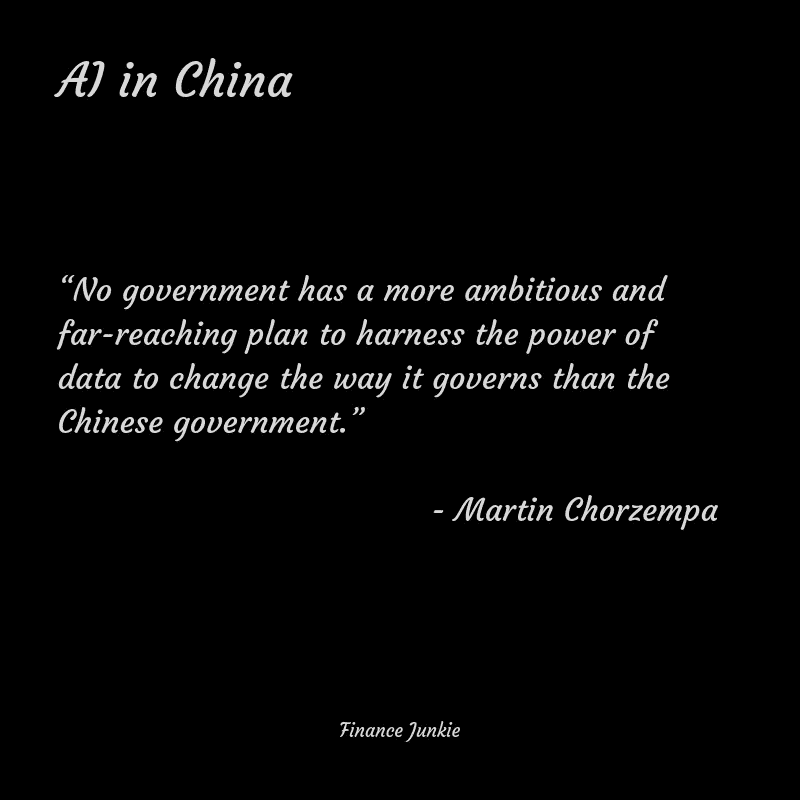 AI in China
“No government has a more ambitious and
far-reaching plan to harness the power of
data to change the way it governs than the
Chinese government.”
- Martin Chorzempa
Finance Junkie